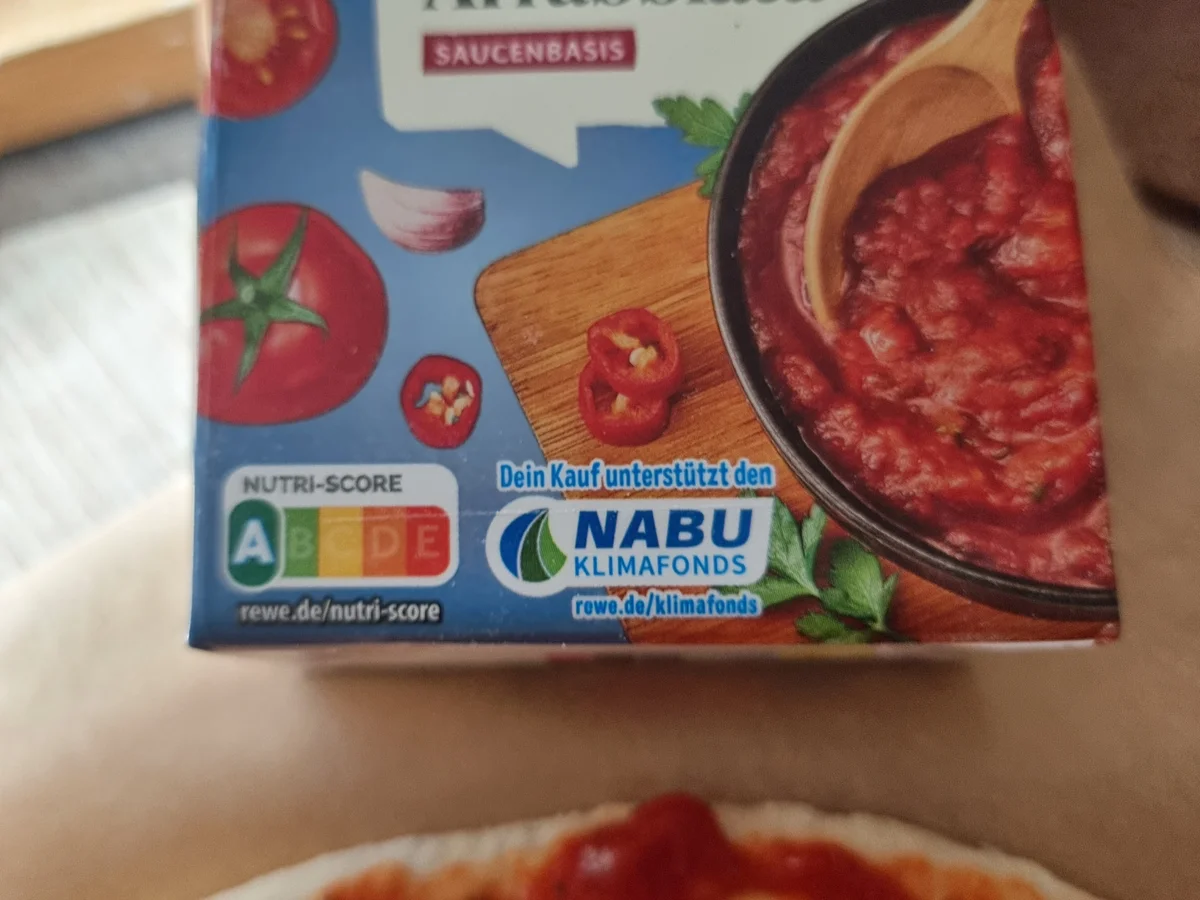 SAUCENBASIS
NUTRI-SCORE
A B C D E
rewe.de/nutri-score
Dein Kauf unterstützt den
NABU
KLIMAFONDS
rewe.de/klimafonds